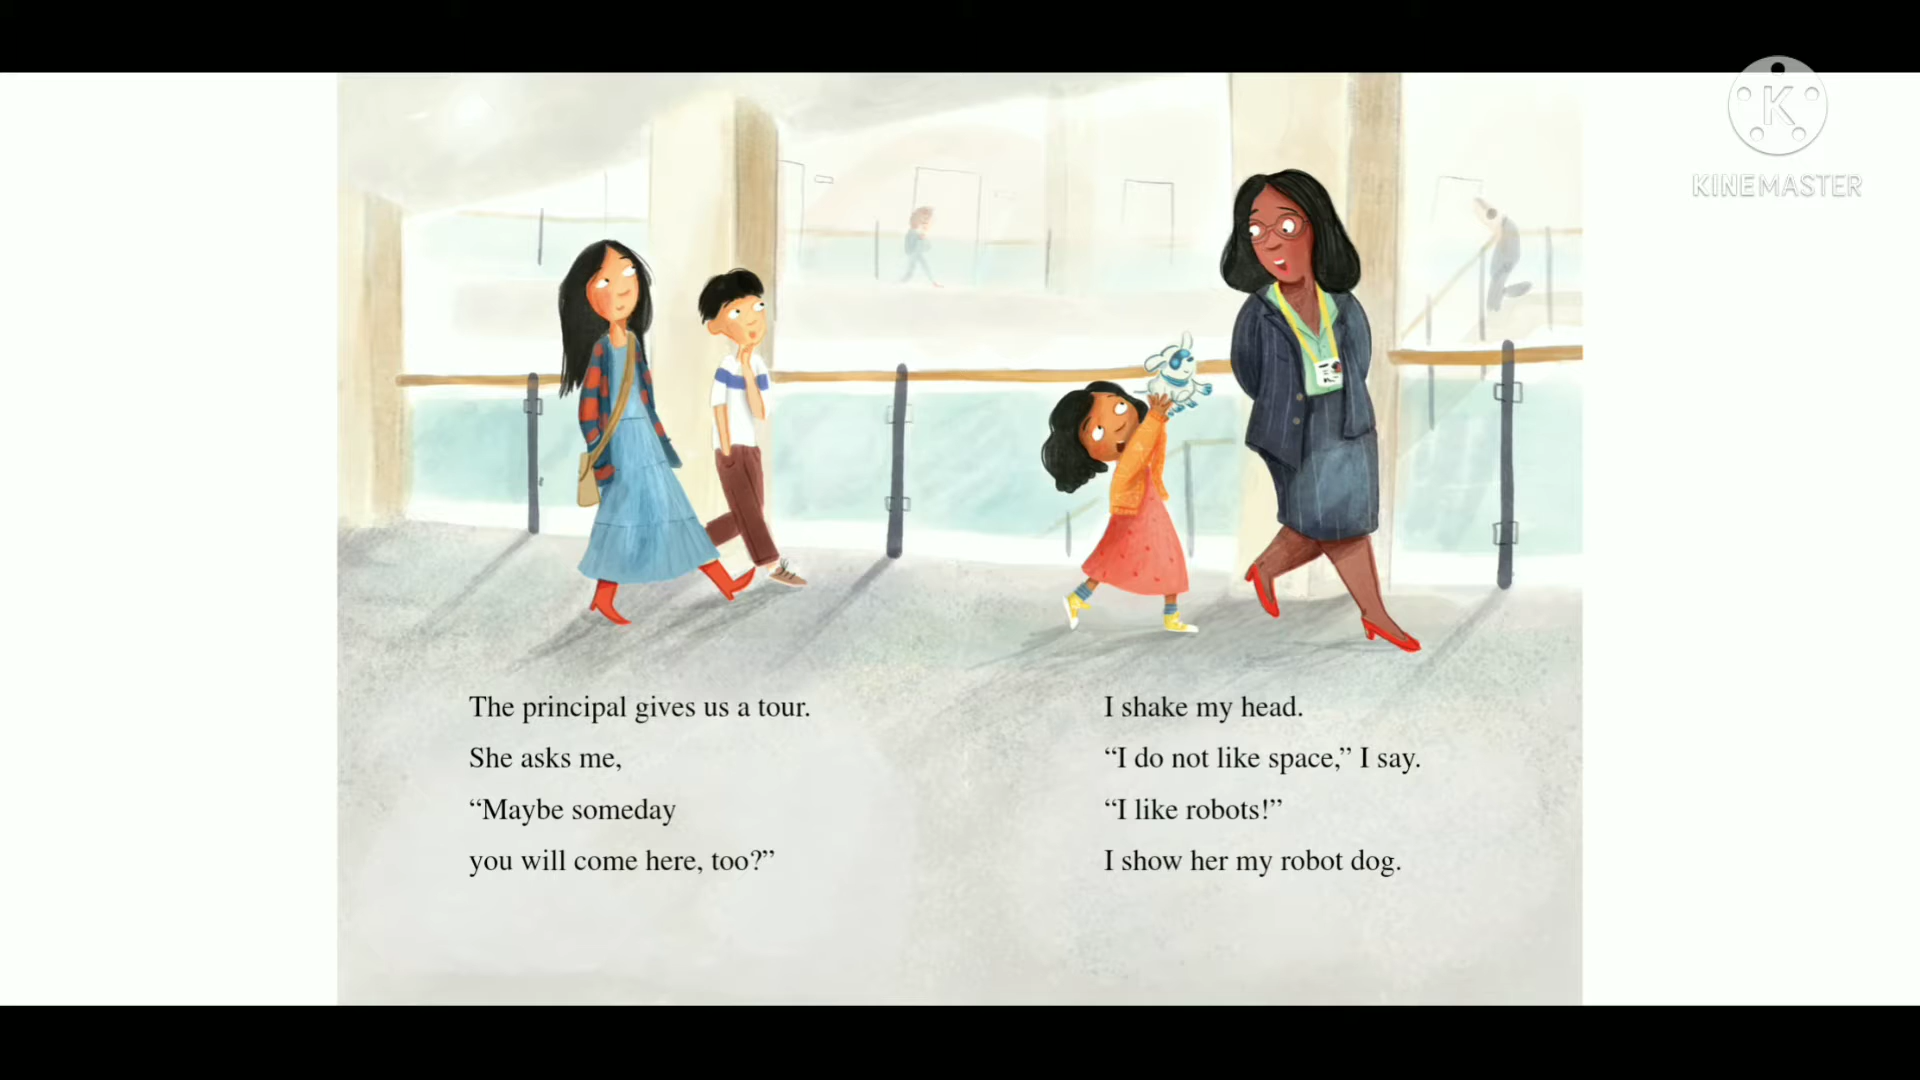 K
KINEMASTER
The principal gives us a tour.
She asks me,
“Maybe someday
you will come here, too?”
I shake my head.
“I do not like space,” I say.
“I like robots!”
I show her my robot dog.